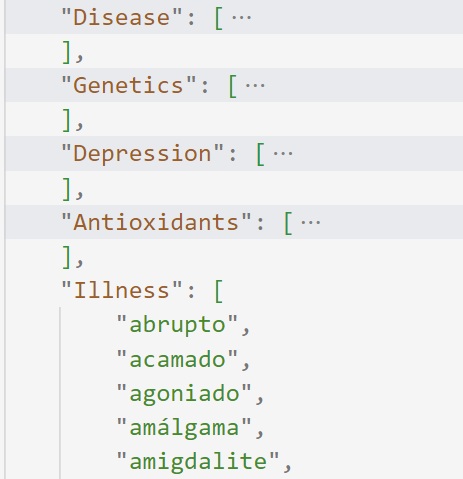 "Disease": [ ···
],
"Genetics": [ ···
],
"Depression": [ ···
],
"Antioxidants": [ ···
],
"Illness": [
"abrupto",
"acamado",
"agoniado",
"amálgama",
"amigdalite",